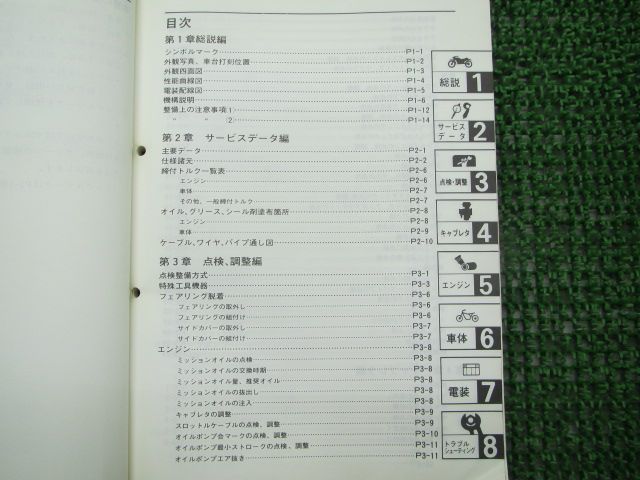 目次
第1章総説編
シンボルマーク P1-1
外観写真、車台打刻位置 P1-2
外観四面図 P1-3
性能曲線図 P1-4
電装配線図 P1-5
機構説明 P1-6
整備上の注意事項(1) P1-12
〃 〃 (2) P1-14
第2章 サービスデータ編
主要データ P2-1
仕様諸元 P2-2
締付トルク一覧表 P2-6
エンジン P2-6
車体 P2-7
その他、一般締付トルク P2-7
オイル、グリース、シール剤塗布箇所 P2-8
エンジン P2-8
車体 P2-9
ケーブル、ワイヤ、パイプ通し図 P2-10
第3章 点検、調整編
点検整備方式 P3-1
特殊工具機器 P3-3
フェアリング脱着 P3-6
フェアリングの取外し P3-6
フェアリングの組付け P3-6
サイドカバーの取外し P3-7
サイドカバーの組付け P3-7
エンジン P3-8
ミッションオイルの点検 P3-8
ミッションオイルの交換時期 P3-8
ミッションオイル量、推奨オイル P3-8
ミッションオイルの抜出し P3-8
ミッションオイルの注入 P3-8
キャブレタの調整 P3-9
スロットルケーブルの点検、調整 P3-9
オイルポンプ合マークの点検、調整 P3-10
オイルポンプ最小ストロークの点検、調整 P3-11
オイルポンプエア抜き P3-11
総説 1
サービスデータ 2
点検・調整 3
キャブレタ 4
エンジン 5
車体 6
電装 7
トラブルシューティング 8